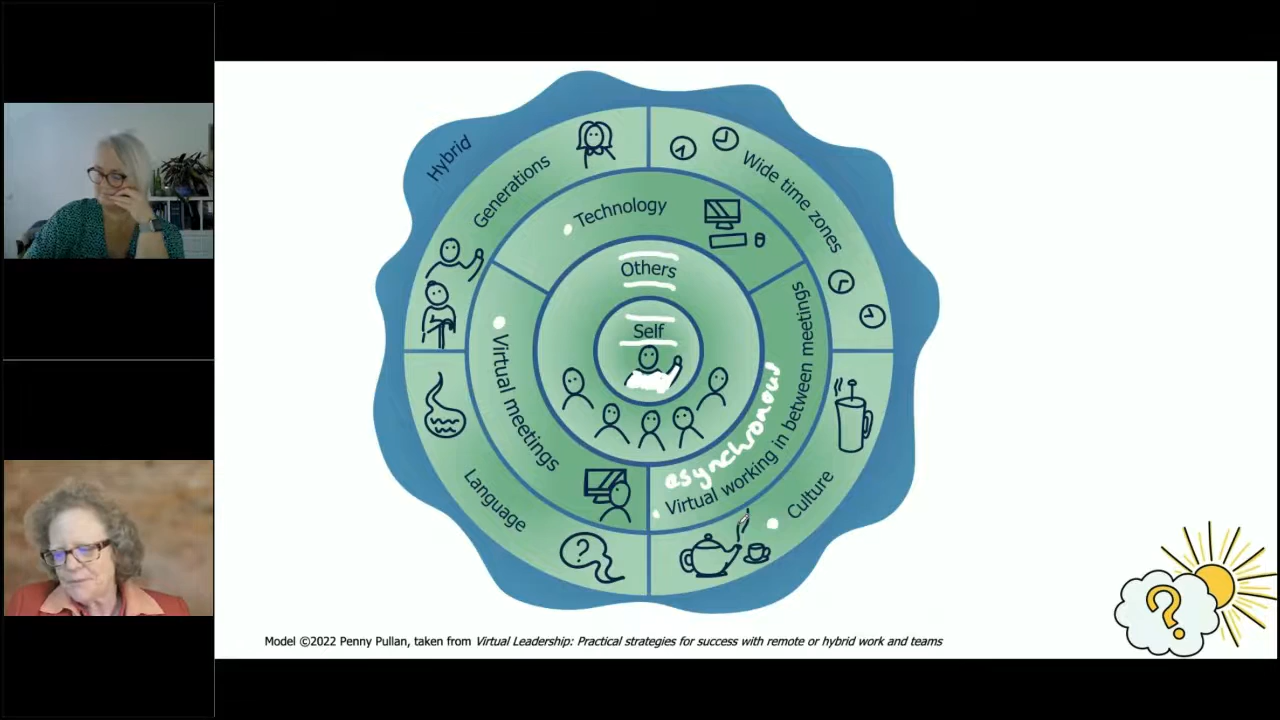 Hybrid
Generations
Wide time zones
Technology
Others
Self
Virtual meetings
asynchronous
Virtual working in between meetings
Language
Culture
?
?
Model ©2022 Penny Pullan, taken from Virtual Leadership: Practical strategies for success with remote or hybrid work and teams